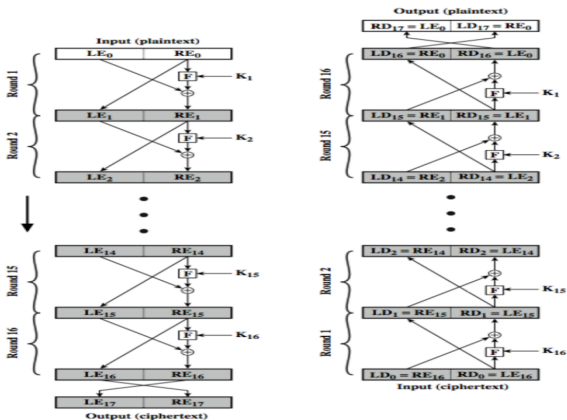 Input (plaintext)
LE0 RE0
Round 1
F K1
LE1 RE1
Round 2
F K2
LE2 RE2
LE14 RE14
Round 15
F K15
LE15 RE15
Round 16
F K16
LE16 RE16
LE17 RE17
Output (ciphertext)
Output (plaintext)
RD17 = LE0 LD17 = RE0
LD16 = RE0 RD16 = LE0
Round 16
F K1
LD15 = RE1 RD15 = LE1
Round 15
F K2
LD14 = RE2 RD14 = LE2
LD2 = RE14 RD2 = LE14
Round 2
F K15
LD1 = RE15 RD1 = LE15
Round 1
F K16
LD0 = RE16 RD0 = LE16
Input (ciphertext)